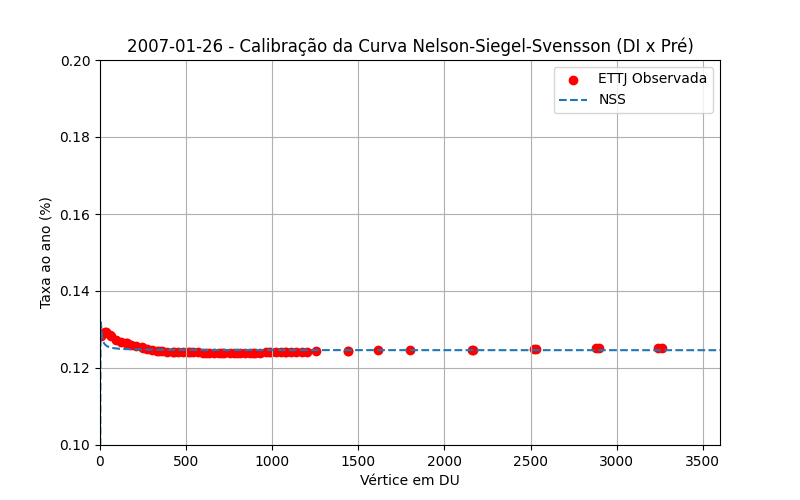 2007-01-26 - Calibração da Curva Nelson-Siegel-Svensson (DI x Pré)
ETTJ Observada
NSS
Taxa ao ano (%)
0.20
0.18
0.16
0.14
0.12
0.10
0 500 1000 1500 2000 2500 3000 3500
Vértice em DU